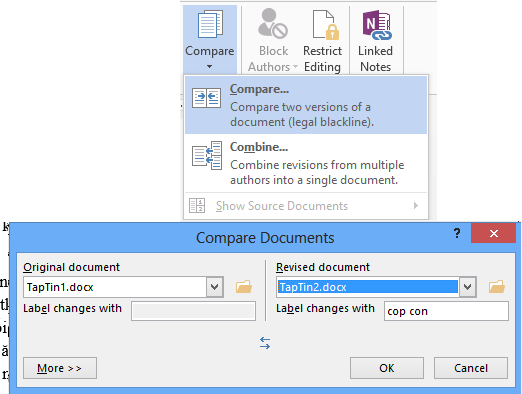 Compare
Block
Authors
Restrict
Editing
Linked
Notes
Compare...
Compare two versions of a
document (legal blackline).
Combine...
Combine revisions from multiple
authors into a single document.
Show Source Documents
Compare Documents
?
Original document
Revised document
TapTin1.docx
TapTin2.docx
Label changes with
Label changes with
cop con
More >>
OK
Cancel